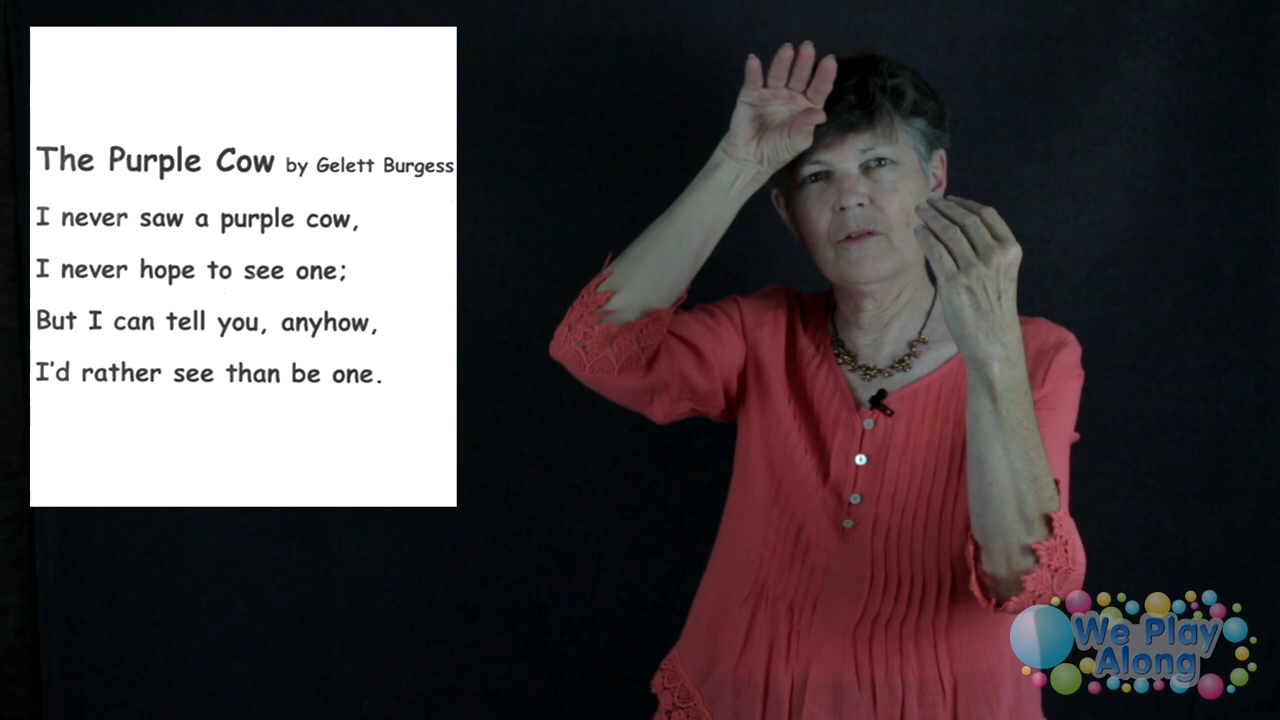 The Purple Cow by Gelett Burgess
I never saw a purple cow,
I never hope to see one;
But I can tell you, anyhow,
I'd rather see than be one.
We Play
Along